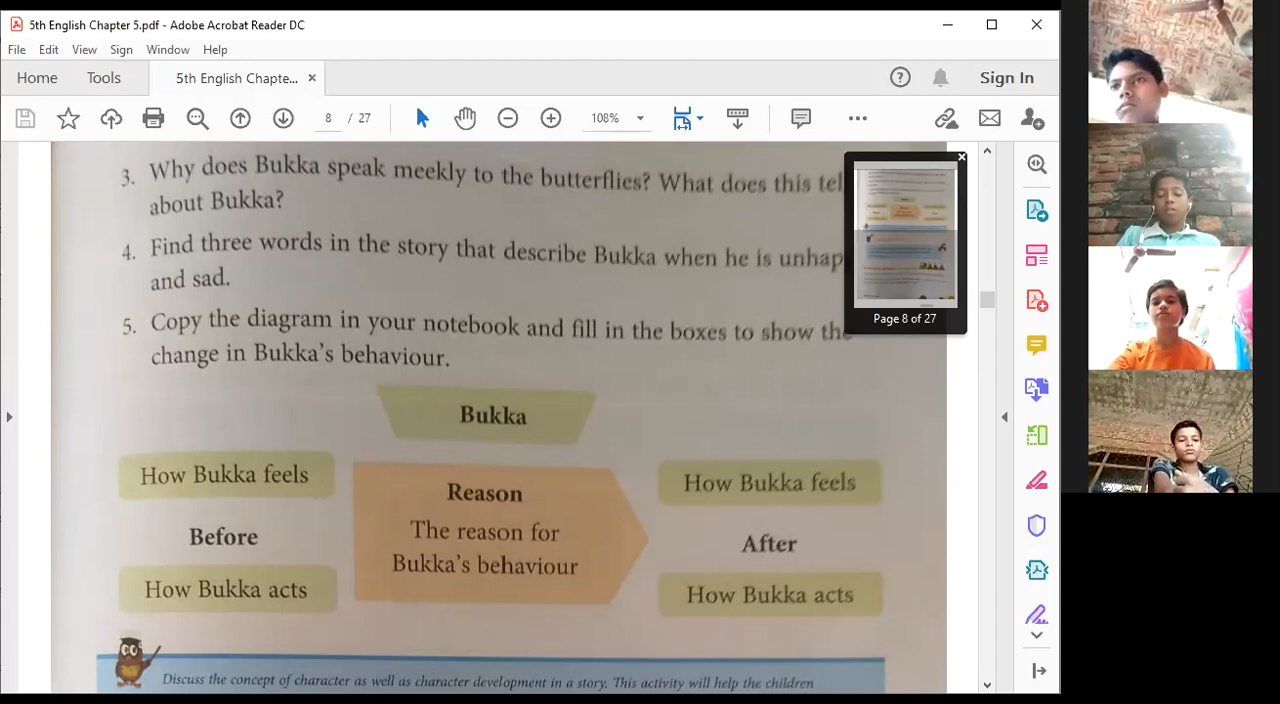 5th English Chapter 5.pdf - Adobe Acrobat Reader DC
File Edit View Sign Window Help
Home Tools 5th English Chapte... × Sign In
8 / 27 108%
3. Why does Bukka speak meekly to the butterflies? What does this tel
about Bukka?
4. Find three words in the story that describe Bukka when he is unhap
and sad.
5. Copy the diagram in your notebook and fill in the boxes to show the
change in Bukka's behaviour.
Page 8 of 27
Bukka
How Bukka feels
Before
How Bukka acts
Reason
The reason for
Bukka's behaviour
How Bukka feels
After
How Bukka acts
Discuss the concept of character as well as character development in a story. This activity will help the children